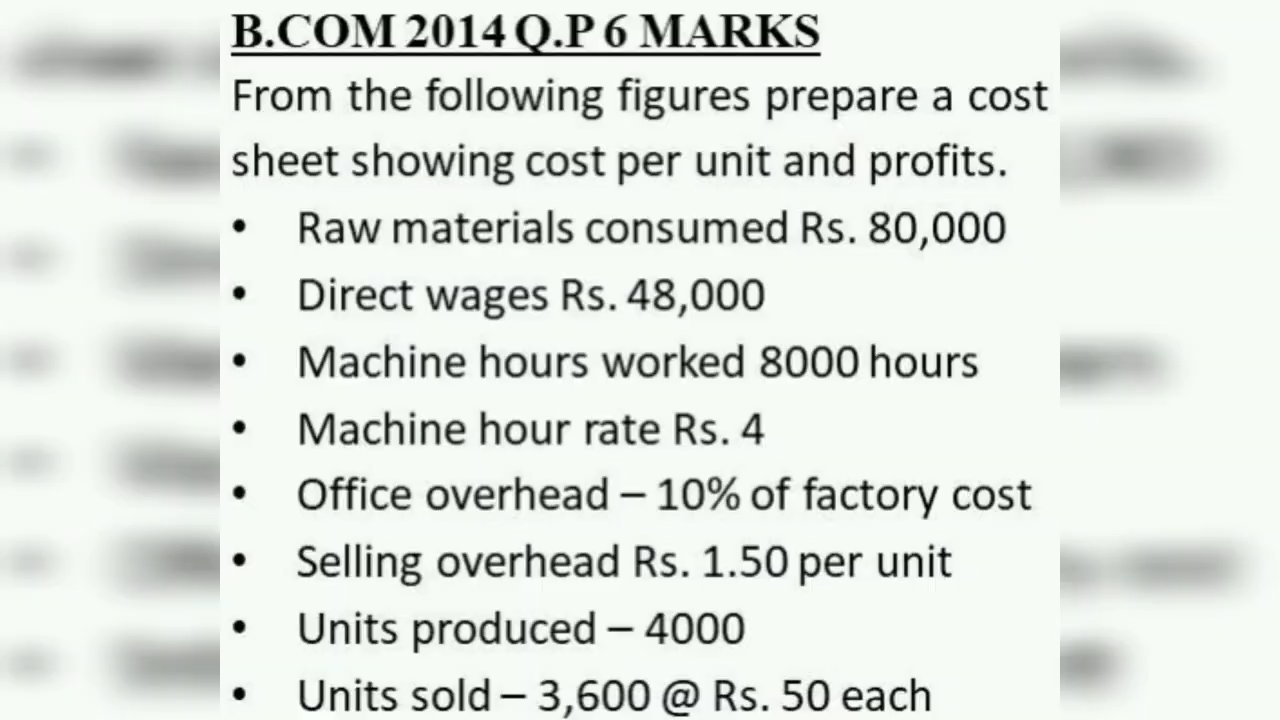 B.COM 2014 Q.P 6 MARKS
From the following figures prepare a cost
sheet showing cost per unit and profits.
• Raw materials consumed Rs. 80,000
• Direct wages Rs. 48,000
• Machine hours worked 8000 hours
• Machine hour rate Rs. 4
• Office overhead – 10% of factory cost
• Selling overhead Rs. 1.50 per unit
• Units produced – 4000
• Units sold – 3,600 @ Rs. 50 each